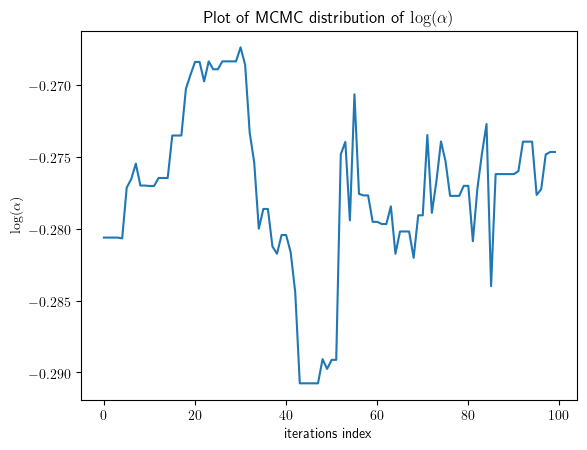 Plot of MCMC distribution of log(α)
log(α)
−0.270
−0.275
−0.280
−0.285
−0.290
0 20 40 60 80 100
iterations index